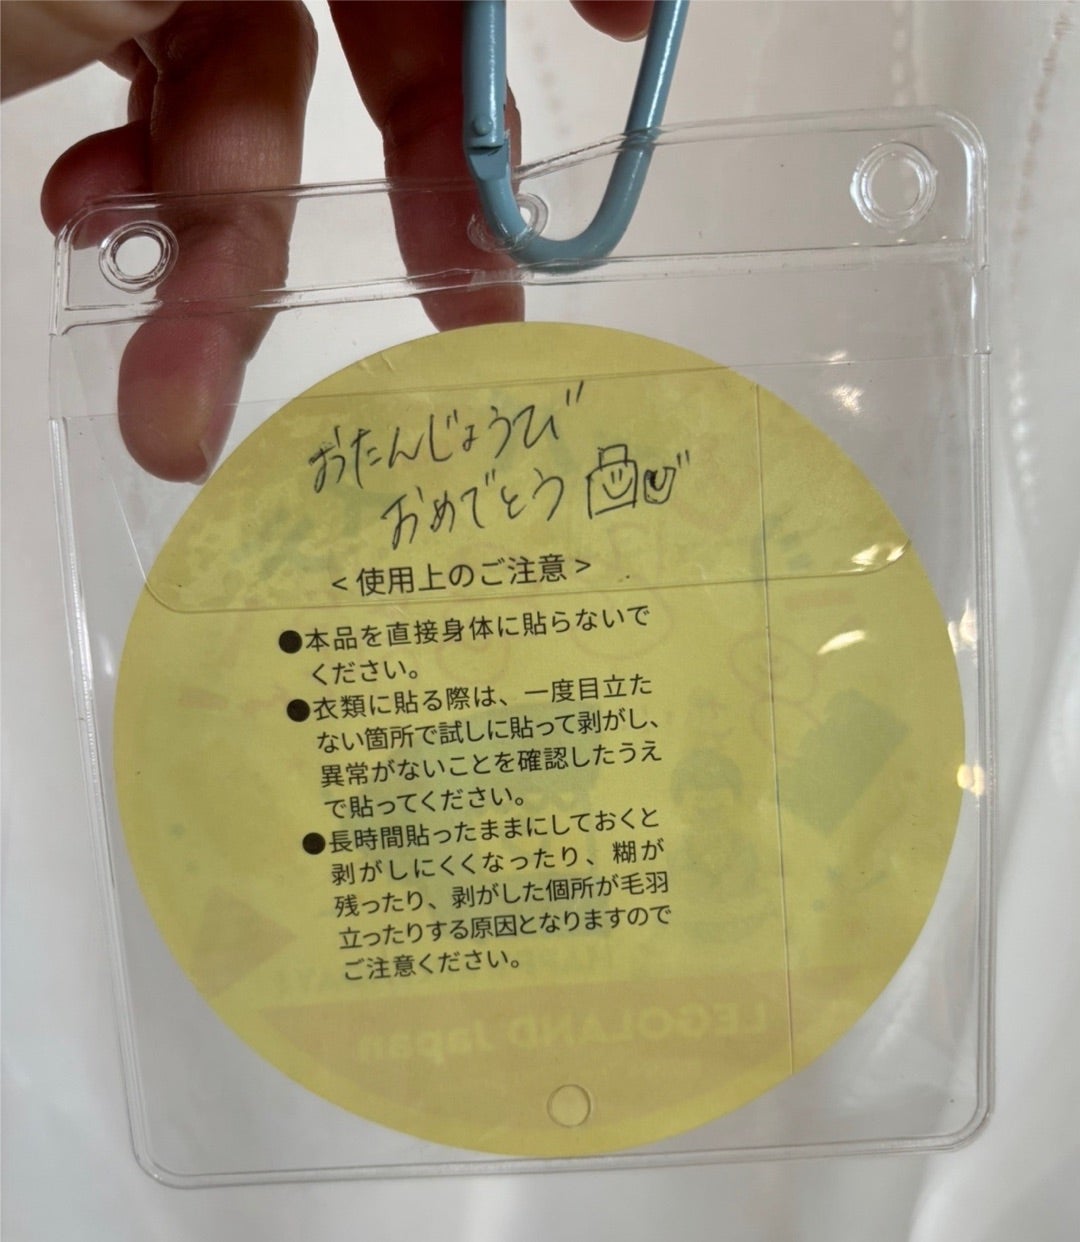 おたんじょうび
おめでとう
<使用上のご注意>
●本品を直接身体に貼らないで
ください。
●衣類に貼る際は、一度目立た
ない箇所で試しに貼って剥がし、
異常がないことを確認したうえ
で貼ってください。
●長時間貼ったままにしておくと
剥がしにくくなったり、糊が
残ったり、剥がした個所が毛羽
立ったりする原因となりますので
ご注意ください。
LEGOLAND Japan